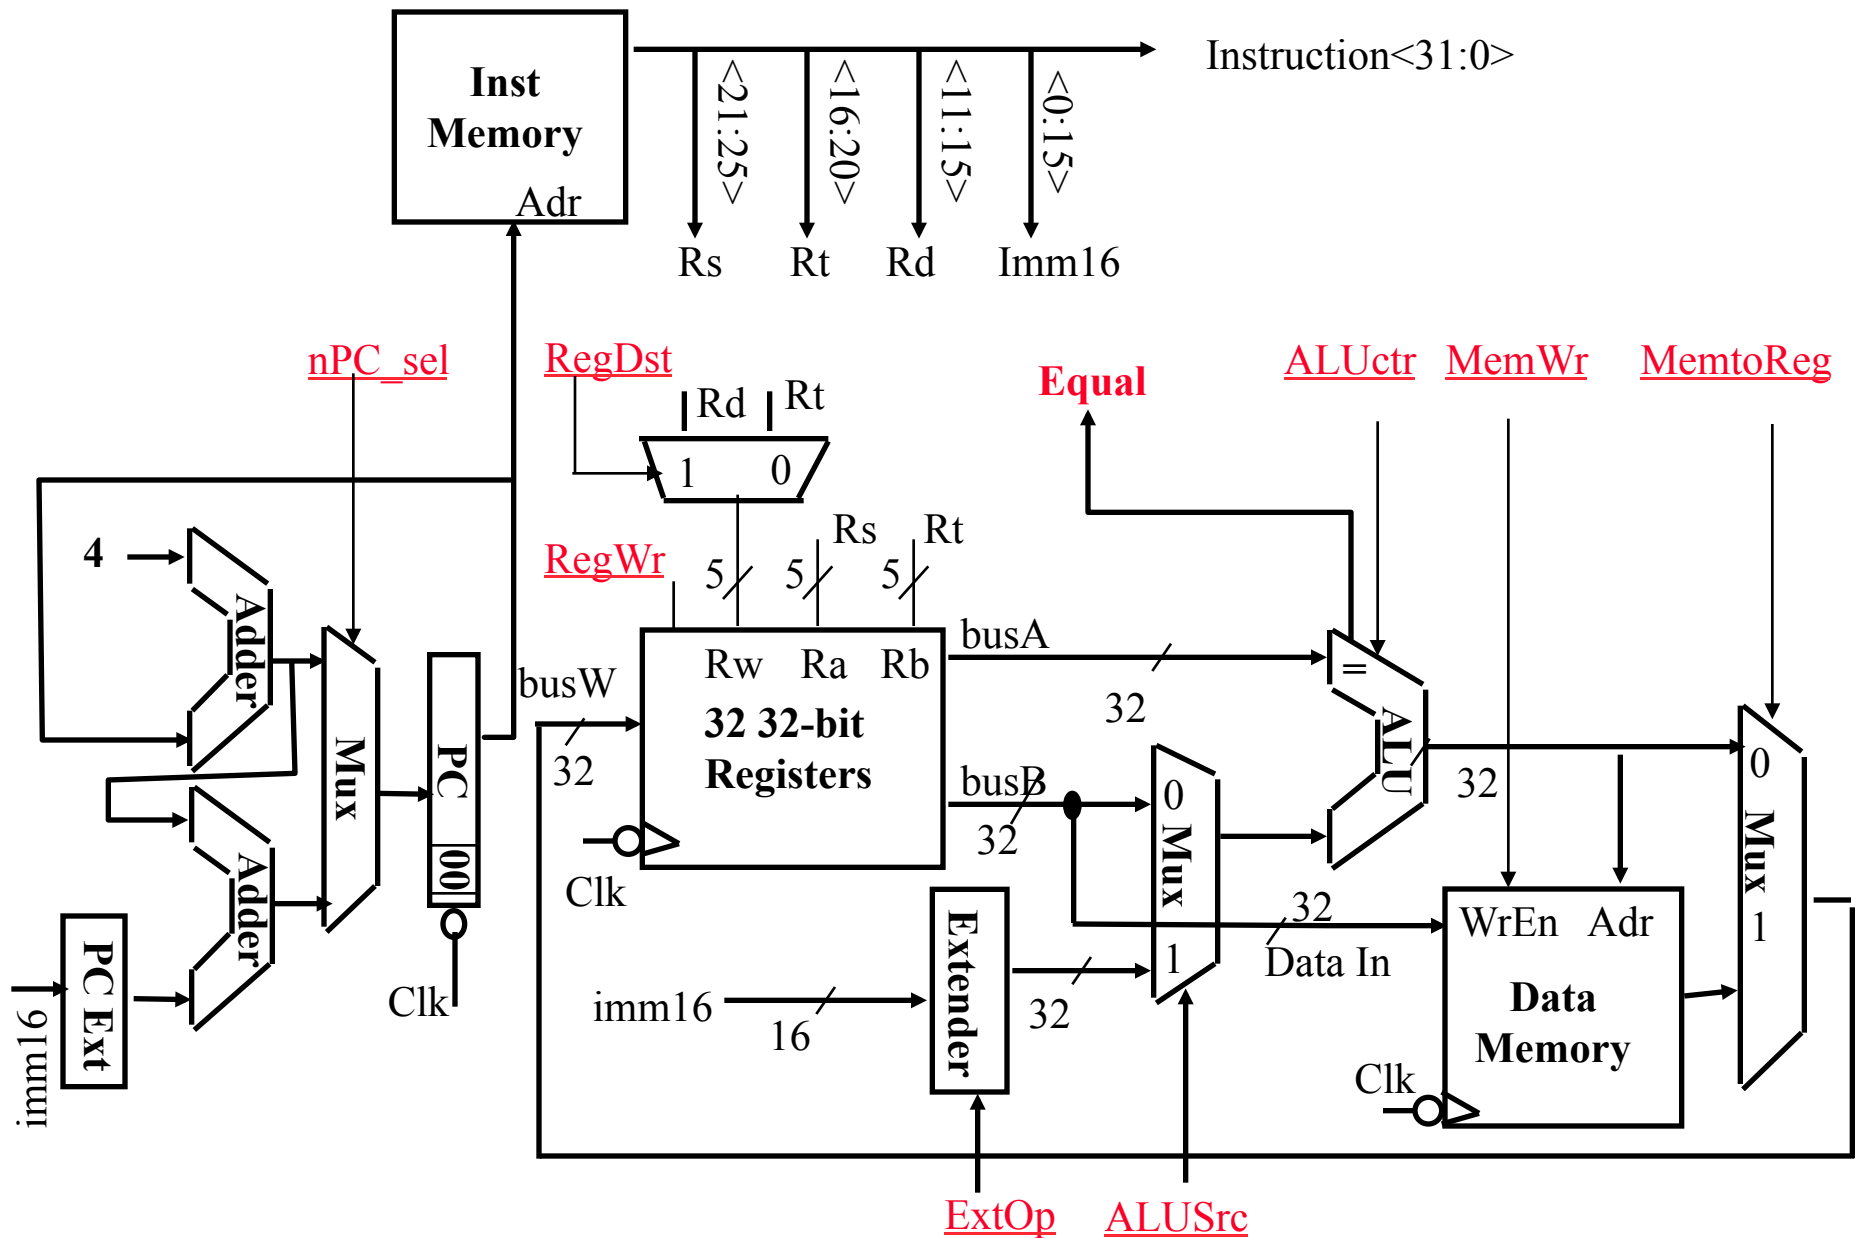 Inst
Memory
Adr
Instruction<31:0>
<21:25>
<16:20>
<11:15>
<0:15>
Rs
Rt
Rd
Imm16
nPC_sel
RegDst
Rd
Rt
1
0
Equal
ALUctr
MemWr
MemtoReg
4
Adder
RegWr
5
5
5
Rs
Rt
busW
32
Rw
Ra
Rb
32 32-bit
Registers
Clk
busA
32
busB
32
=
ALU
32
0
Mux
1
0
Mux
1
Mux
PC
00
Clk
Adder
PC Ext
imm16
imm16
16
Extender
32
32
Data In
WrEn
Adr
Data
Memory
Clk
ExtOp
ALUSrc